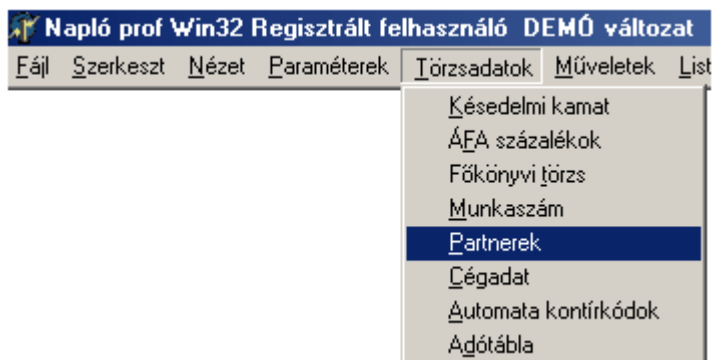 Napló prof Win32 Regisztrált felhasználó DEMÓ változat
Fájl Szerkeszt Nézet Paraméterek Törzsadatok Műveletek List
Késedelmi kamat
ÁFA százalékok
Főkönyvi törzs
Munkaszám
Partnerek
Cégadat
Automata kontírkódok
Adótábla